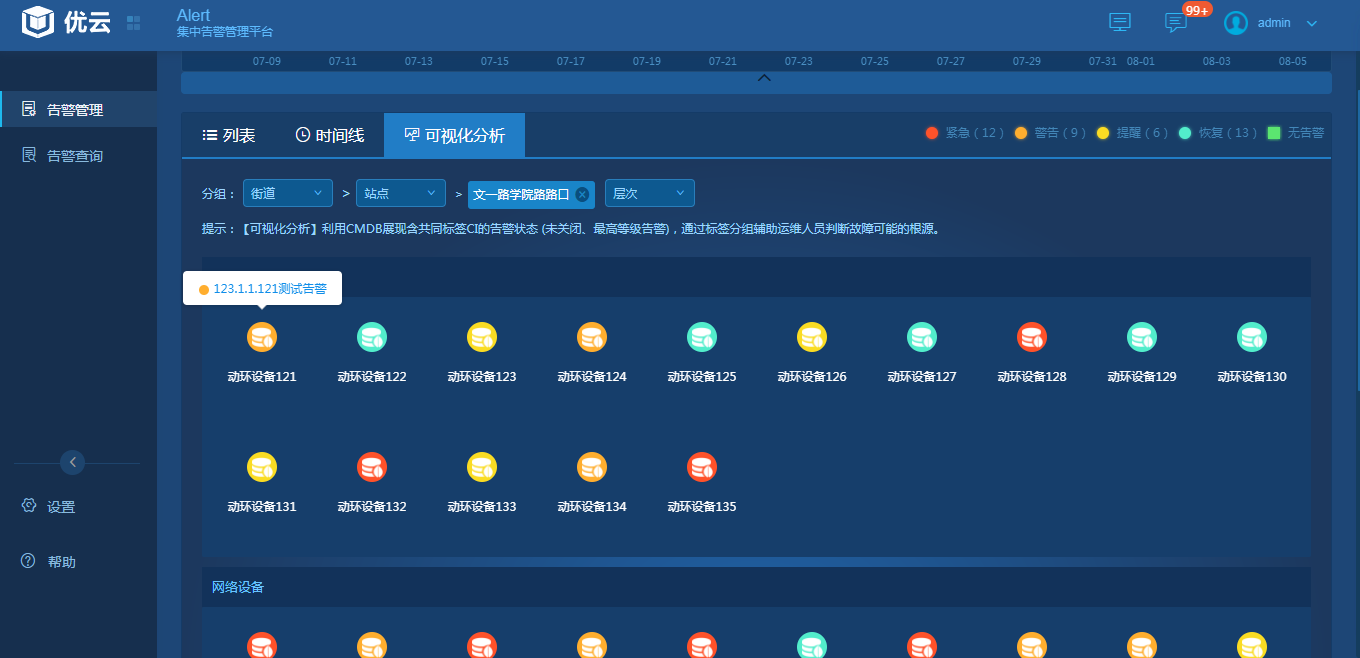 优云
Alert
集中告警管理平台
99+
admin
07-09 07-11 07-13 07-15 07-17 07-19 07-21 07-23 07-25 07-27 07-29 07-31 08-01 08-03 08-05
告警管理
告警查询
设置
帮助
列表 时间线 可视化分析
紧急 ( 12 ) 警告 ( 9 ) 提醒 ( 6 ) 恢复 ( 13 ) 无告警
分组： 街道 > 站点 > 文一路学院路路口 层次
提示：【可视化分析】利用CMDB展现含共同标签CI的告警状态 (未关闭、最高等级告警)，通过标签分组辅助运维人员判断故障可能的根源。
123.1.1.121测试告警
动环设备121 动环设备122 动环设备123 动环设备124 动环设备125 动环设备126 动环设备127 动环设备128 动环设备129 动环设备130
动环设备131 动环设备132 动环设备133 动环设备134 动环设备135
网络设备